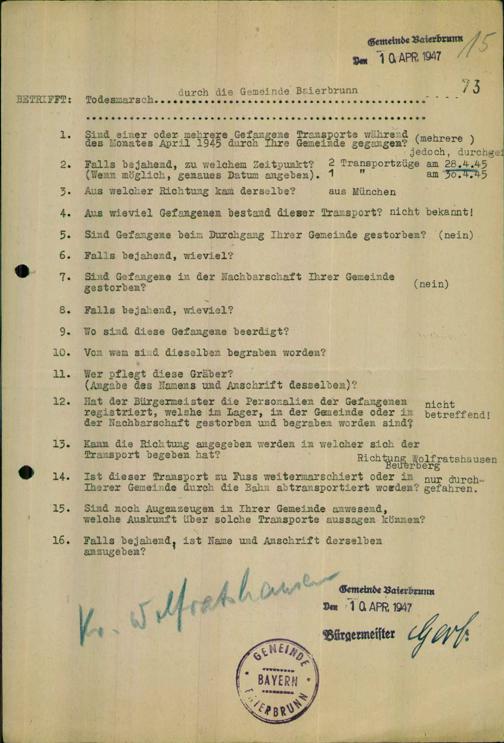 Gemeinde Baierbrunn
Den 10. APR. 1947
15
73
durch die Gemeinde Baierbrunn
BETRIFFT: Todesmarsch
1. Sind einer oder mehrere Gefangene Transporte während (mehrere )
des Monates April 1945 durch Ihre Gemeinde gegangen?
jedoch,
2. Falls bejahend, zu welchem Zeitpunkt? 2 Transportzüge am 28.4.45
(Wenn möglich, genaues Datum angeben). 1 " am 30.4.45
3. Aus welcher Richtung kam derselbe? aus München
4. Aus wieviel Gefangenen bestand dieser Transport? nicht bekannt!
5. Sind Gefangene beim Durchgang Ihrer Gemeinde gestorben? (nein)
6. Falls bejahend, wieviel?
7. Sind Gefangene in der Nachbarschaft Ihrer Gemeinde
gestorben? (nein)
8. Falls bejahend, wieviel?
9. Wo sind diese Gefangene beerdigt?
10. Von wem sind dieselben begraben worden?
11. Wer pflegt diese Gräber?
(Angabe des Namens und Anschrift desselben)?
12. Hat der Bürgermeister die Personalien der Gefangenen nicht
registriert, welche im Lager, in der Gemeinde oder in betreffend!
der Nachbarschaft gestorben und begraben worden sind?
13. Kann die Richtung angegeben werden in welcher sich der
Transport begeben hat? Richtung Wolfratshausen
Beuerberg
14. Ist dieser Transport zu Fuss weitermarschiert oder in nur durch-
Iherer Gemeinde durch die Bahn abtransportiert worden? gefahren.
15. Sind noch Augenzeugen in Ihrer Gemeinde anwesend,
welche Auskunft über solche Transporte aussagen können?
16. Falls bejahend, ist Name und Anschrift derselben
anzugeben?
Kr. Wolfratshausen
Gemeinde Baierbrunn
Den 10. APR. 1947
Bürgermeister
GEMEINDE
BAYERN
BAIERBRUNN